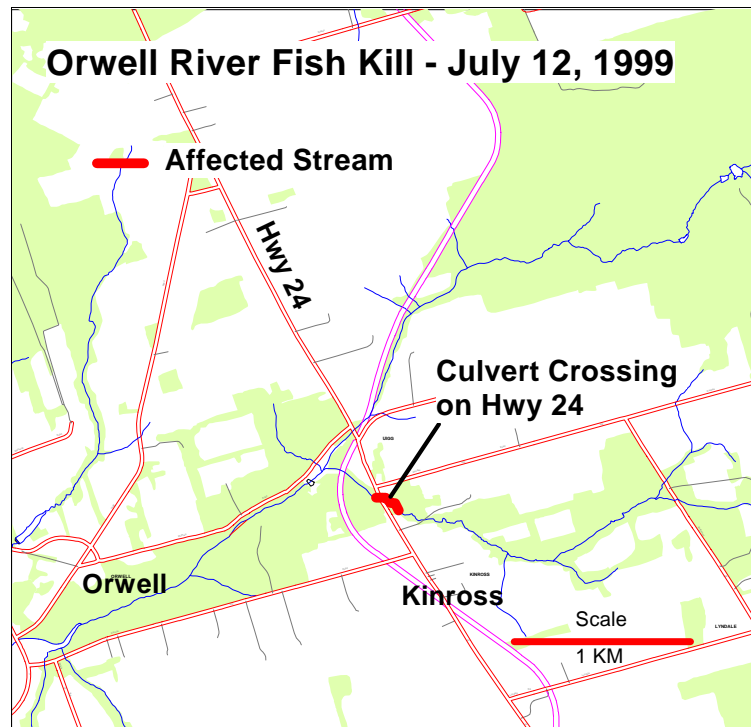 Orwell River Fish Kill - July 12, 1999
Affected Stream
Hwy 24
Culvert Crossing
on Hwy 24
UIGG
ORWELL
Orwell
KINROSS
Kinross
LYNDALE
Scale
1 KM